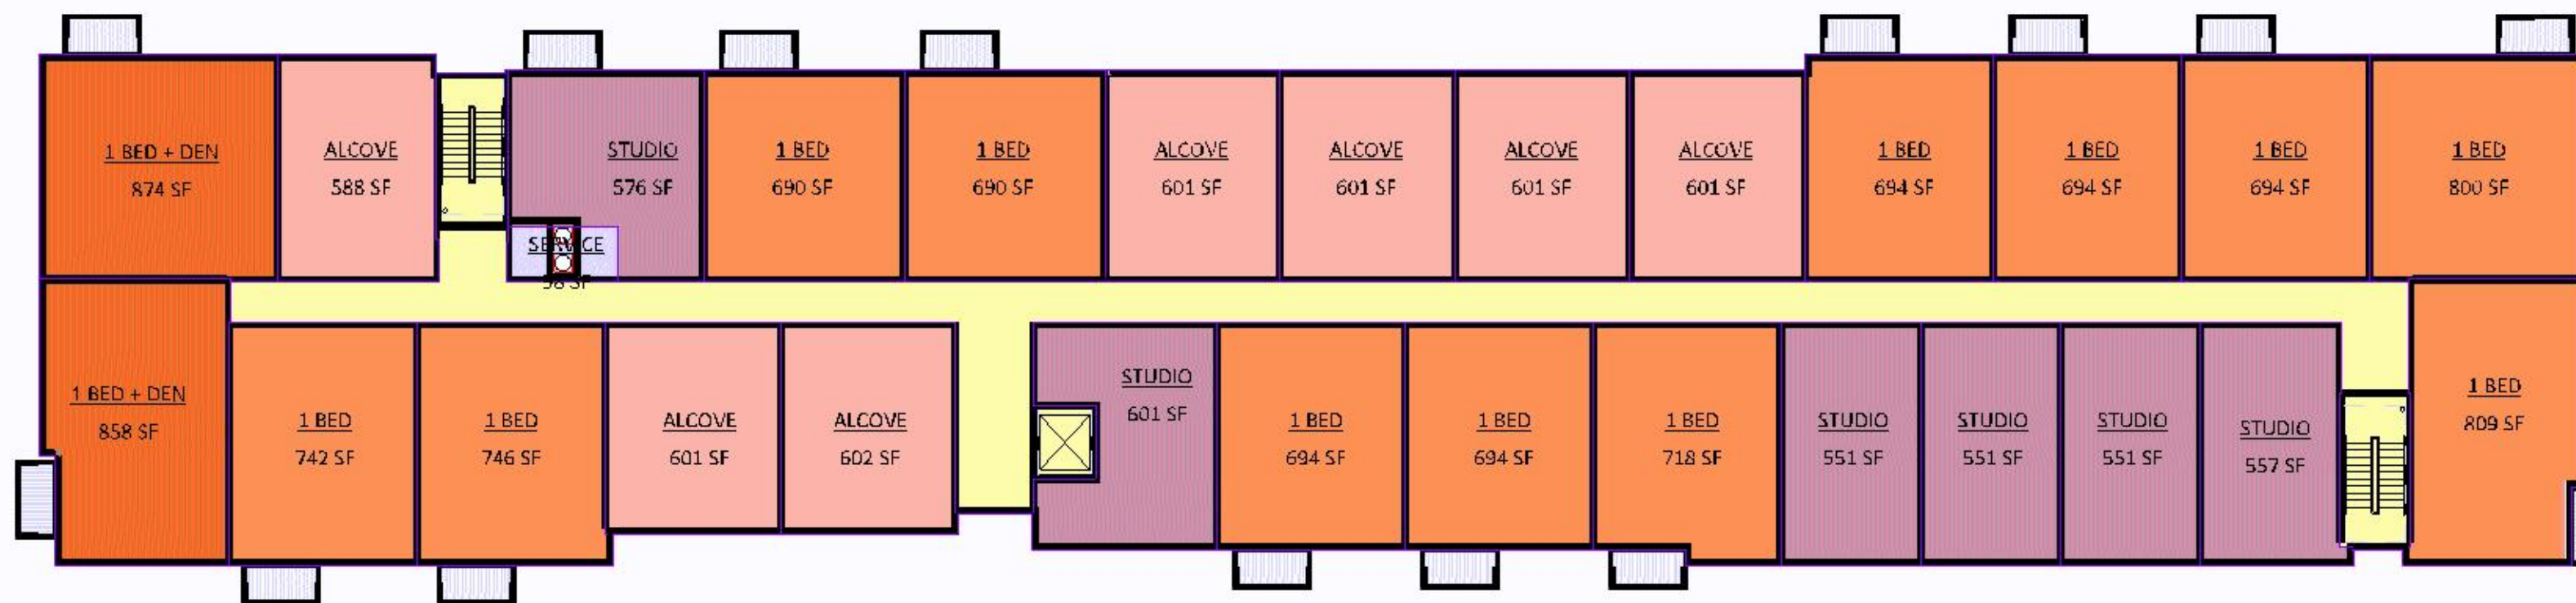 1 BED + DEN
874 SF
ALCOVE
588 SF
STUDIO
576 SF
SERVICE
58 SF
1 BED
690 SF
1 BED
690 SF
ALCOVE
601 SF
ALCOVE
601 SF
ALCOVE
601 SF
ALCOVE
601 SF
1 BED
694 SF
1 BED
694 SF
1 BED
694 SF
1 BED
800 SF
1 BED + DEN
858 SF
1 BED
742 SF
1 BED
746 SF
ALCOVE
601 SF
ALCOVE
602 SF
STUDIO
601 SF
1 BED
694 SF
1 BED
694 SF
1 BED
718 SF
STUDIO
551 SF
STUDIO
551 SF
STUDIO
551 SF
STUDIO
557 SF
1 BED
809 SF